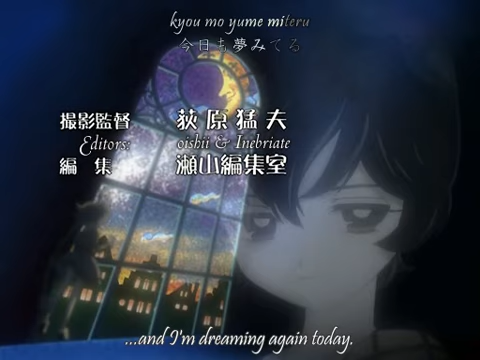 kyou mo yume miteru
今日も夢みてる
撮影監督 荻原猛夫
Editors: oishii & Inebriate
編集 瀬山編集室
...and I'm dreaming again today.